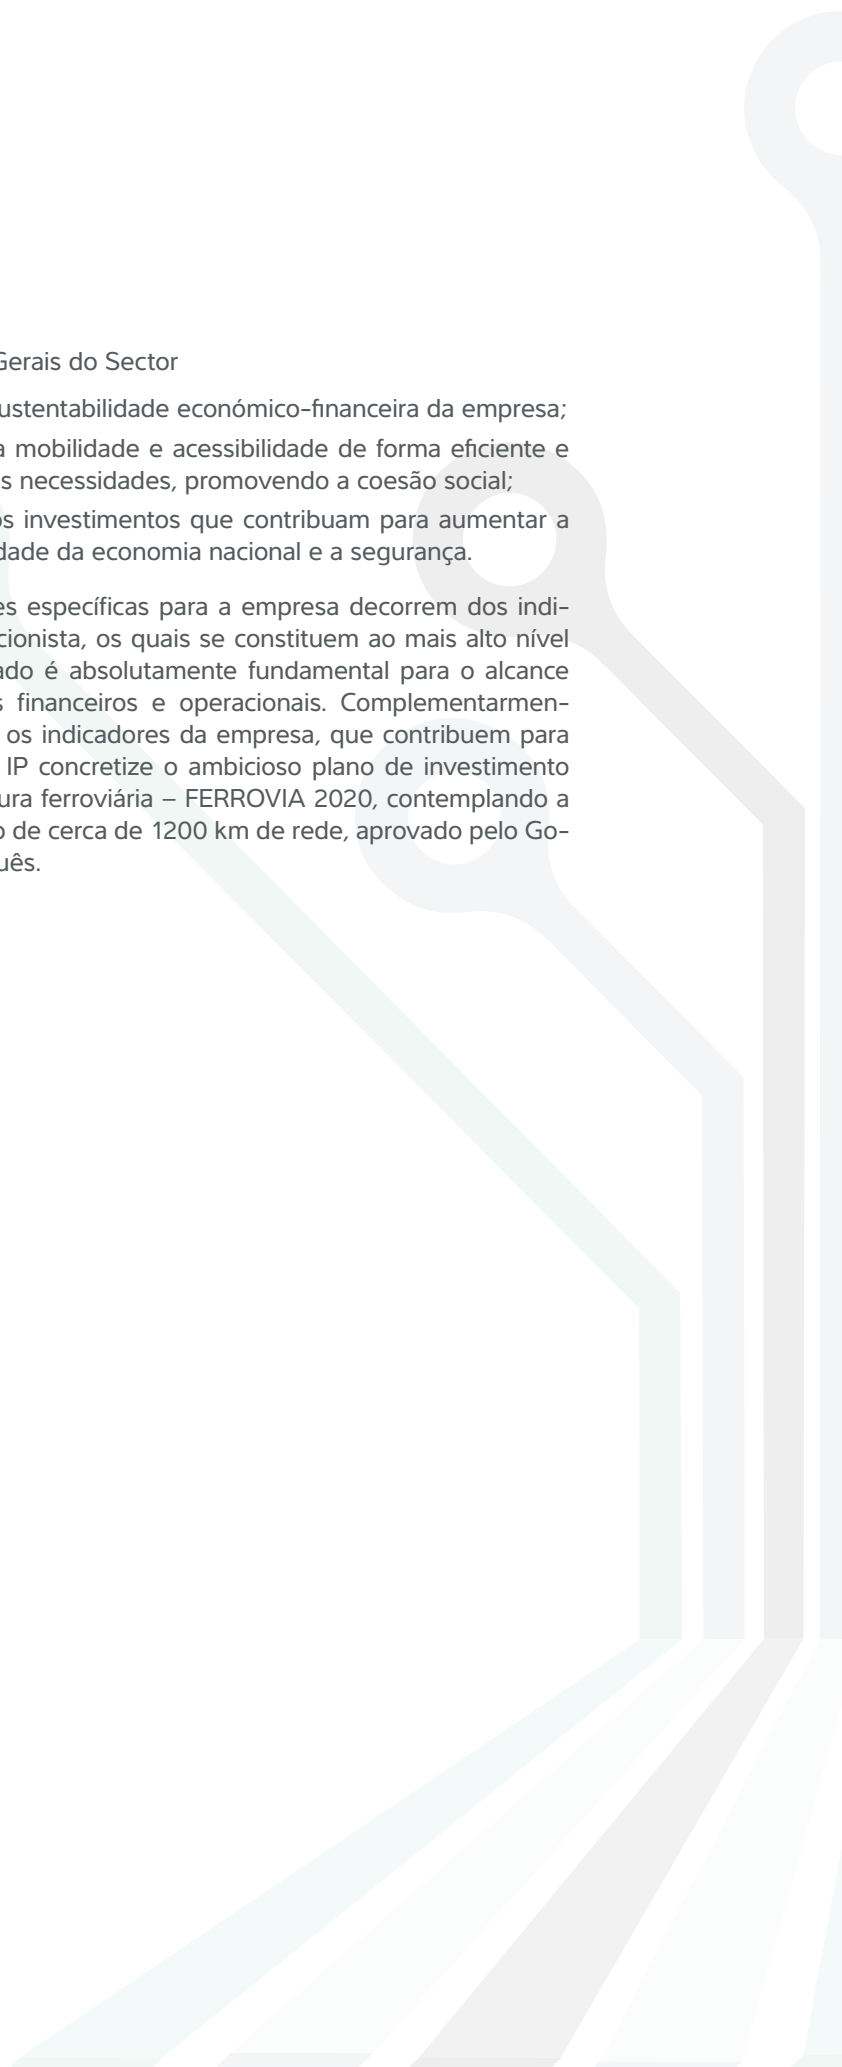 Gerais do Sector
ustentabilidade económico-financeira da empresa;
a mobilidade e acessibilidade de forma eficiente e
s necessidades, promovendo a coesão social;
os investimentos que contribuam para aumentar a
dade da economia nacional e a segurança.
es específicas para a empresa decorrem dos indi-
cionista, os quais se constituem ao mais alto nível
ado é absolutamente fundamental para o alcance
s financeiros e operacionais. Complementarmen-
os indicadores da empresa, que contribuem para
IP concretize o ambicioso plano de investimento
ura ferroviária – FERROVIA 2020, contemplando a
o de cerca de 1200 km de rede, aprovado pelo Go-
uês.